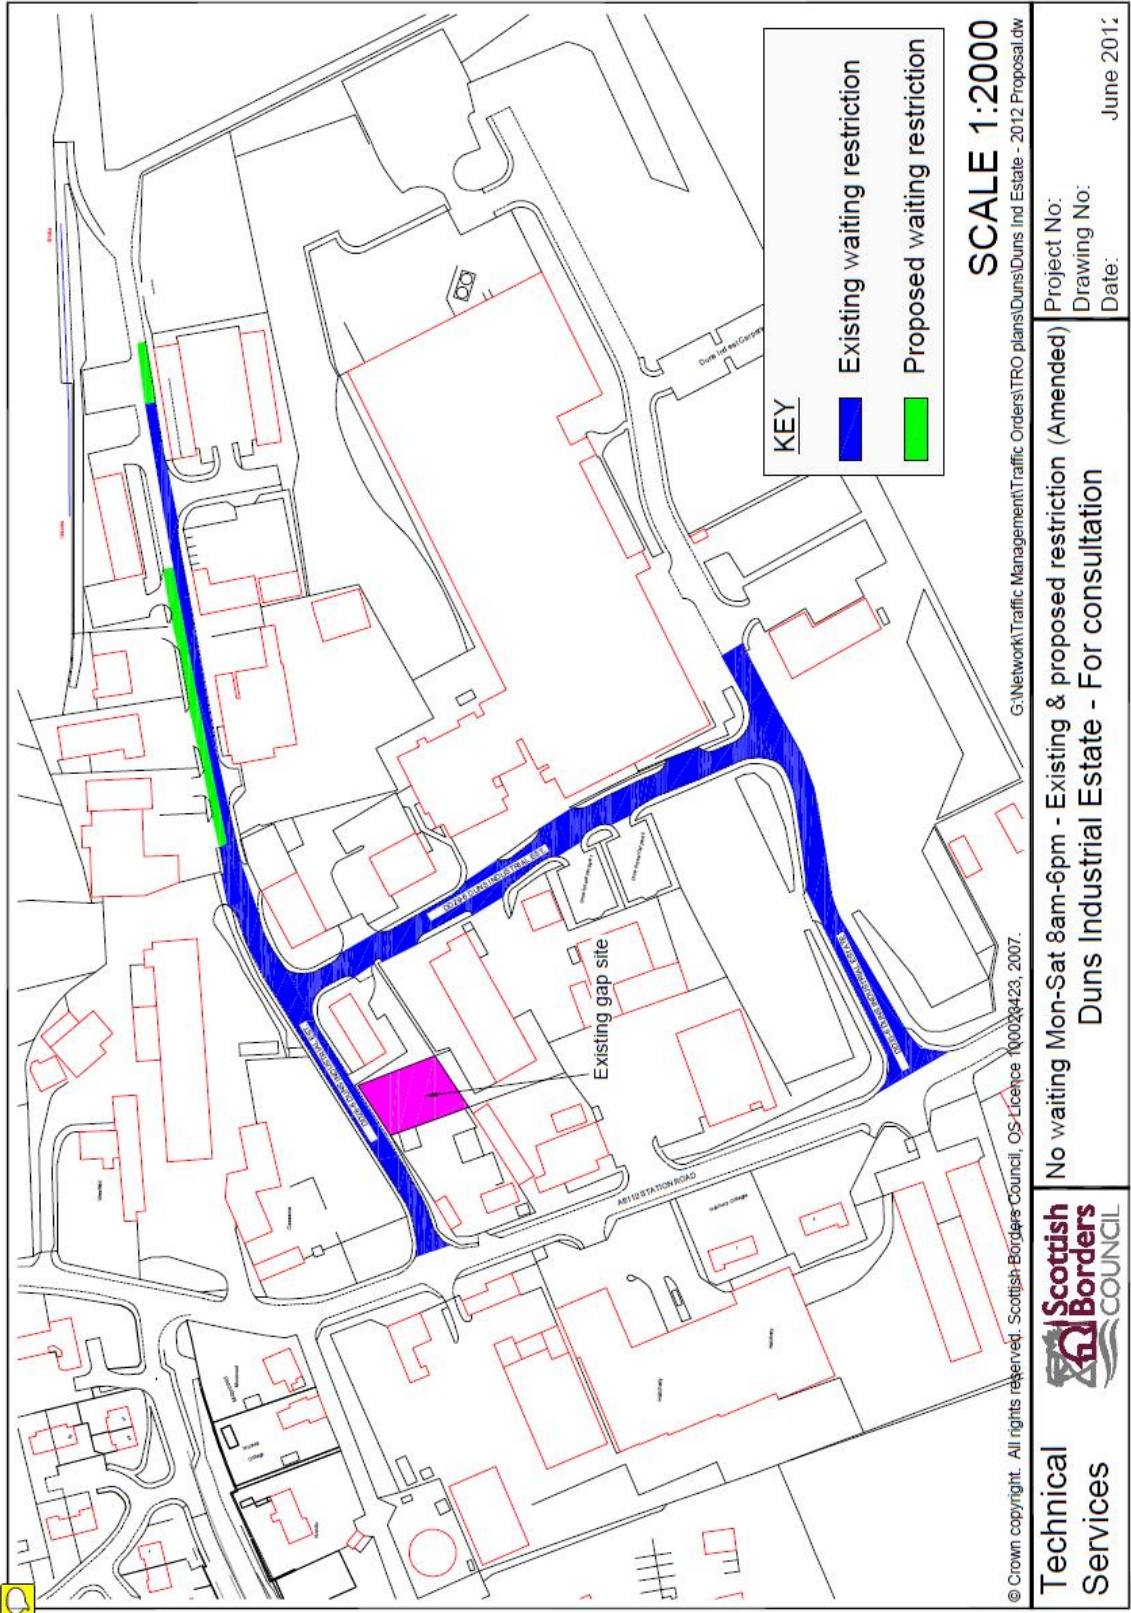 KEY
Existing waiting restriction
Proposed waiting restriction
SCALE 1:2000
G:\Network\Traffic Management\Traffic Orders\TRO plans\Duns\Duns Ind Estate - 2012 Proposal.dw
Existing gap site
A6112 STATION ROAD
© Crown copyright. All rights reserved. Scottish Borders Council, OS Licence 100023423, 2007.
Technical
Services
Scottish
Borders
COUNCIL
No waiting Mon-Sat 8am-6pm - Existing & proposed restriction (Amended)
Duns Industrial Estate - For consultation
Project No:
Drawing No:
Date:
June 2012